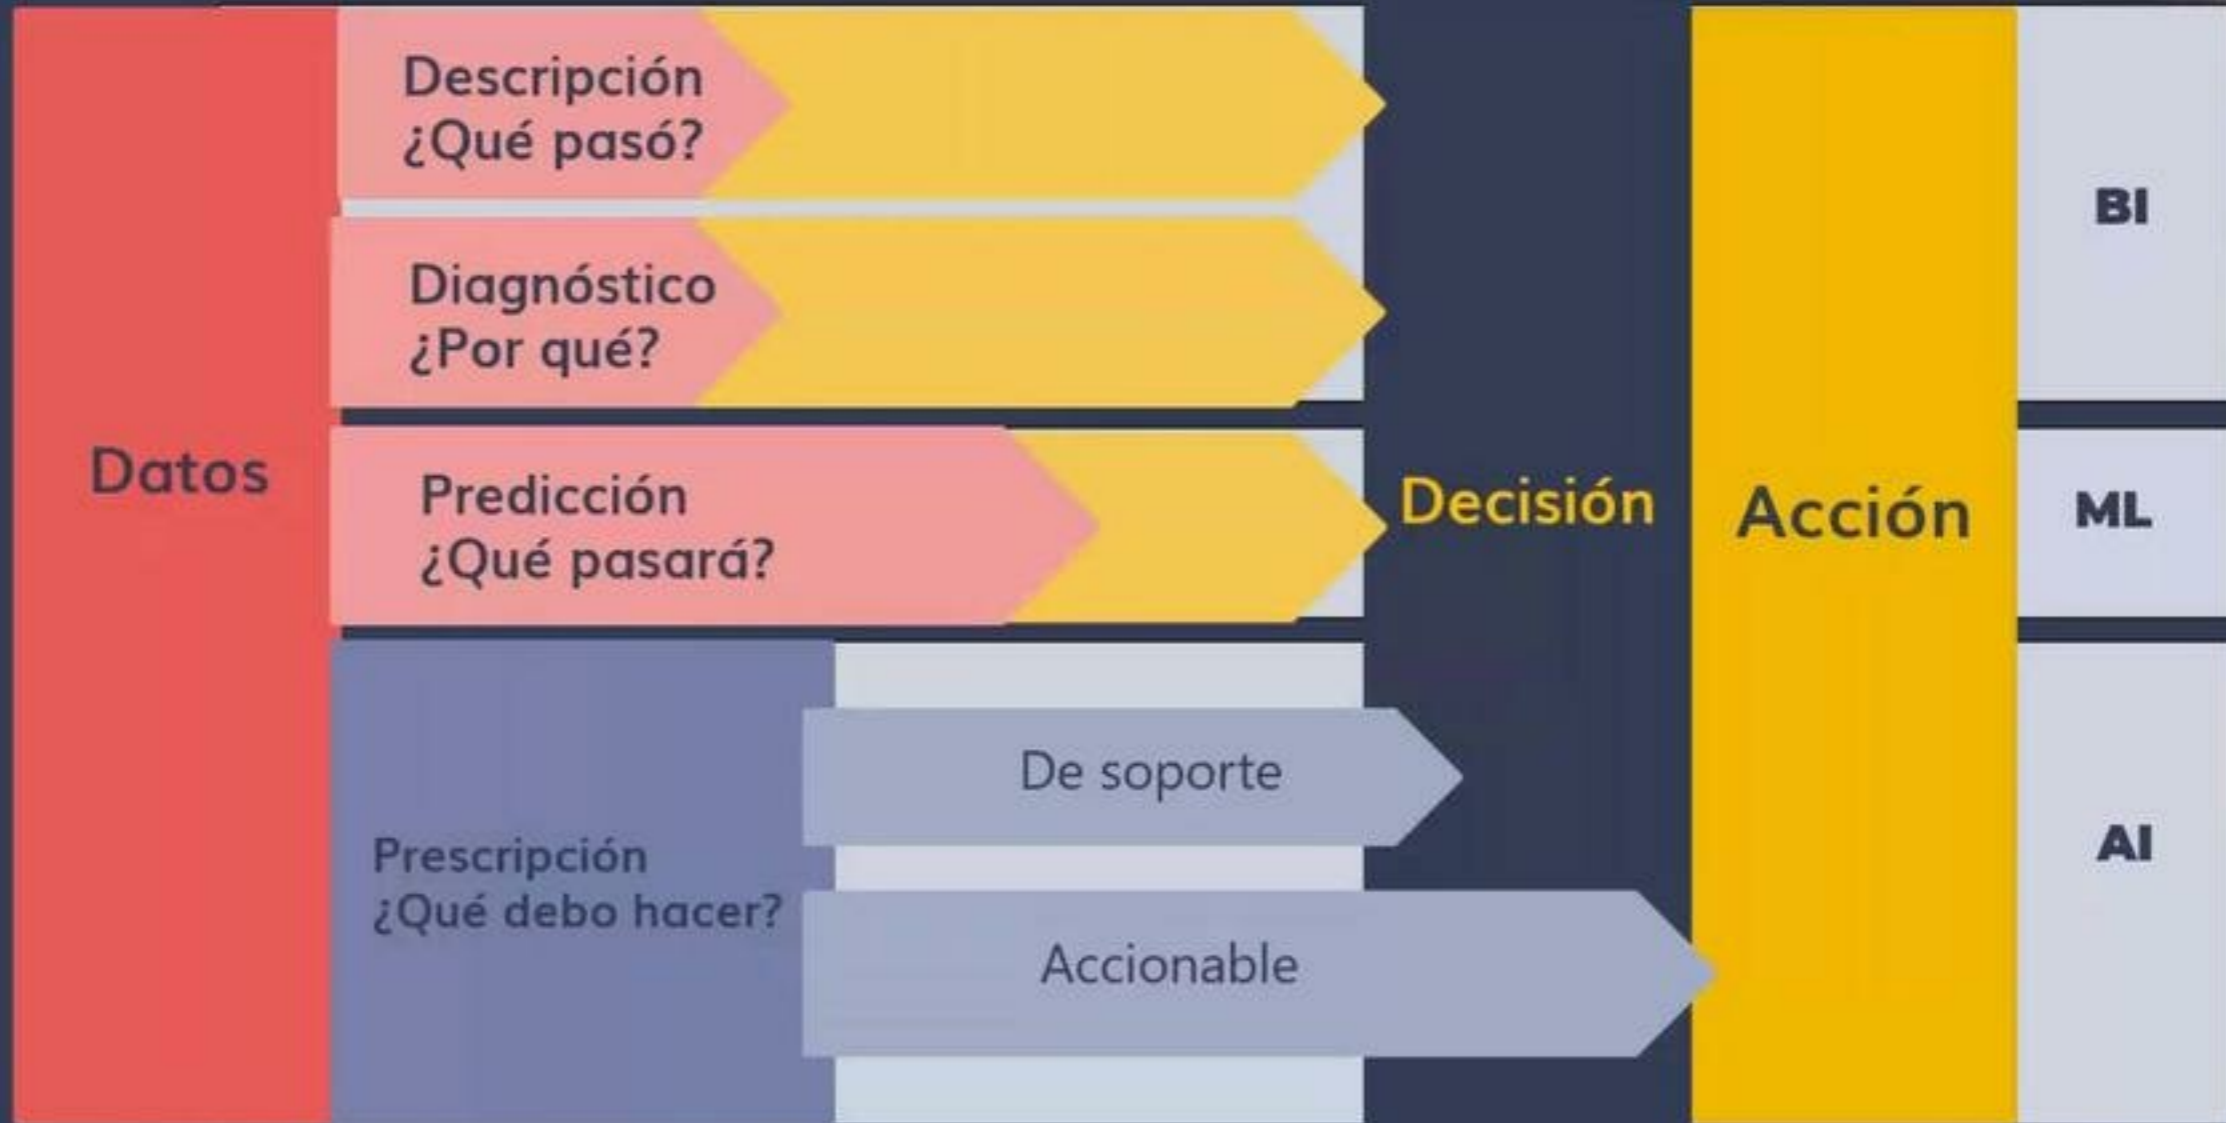 Datos
Descripción
¿Qué pasó?
Diagnóstico
¿Por qué?
Predicción
¿Qué pasará?
Prescripción
¿Qué debo hacer?
De soporte
Accionable
Decisión
Acción
BI
ML
AI